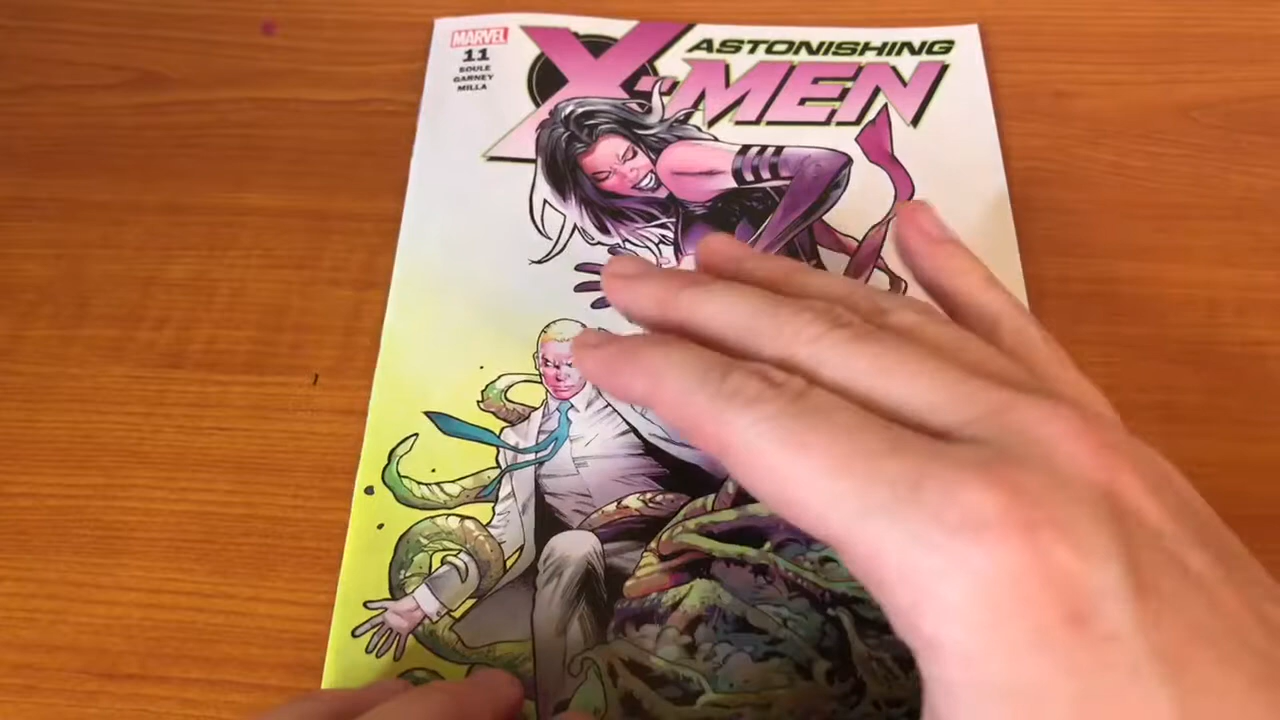 MARVEL
11
SOULE
GARNEY
MILLA
ASTONISHING
X-MEN